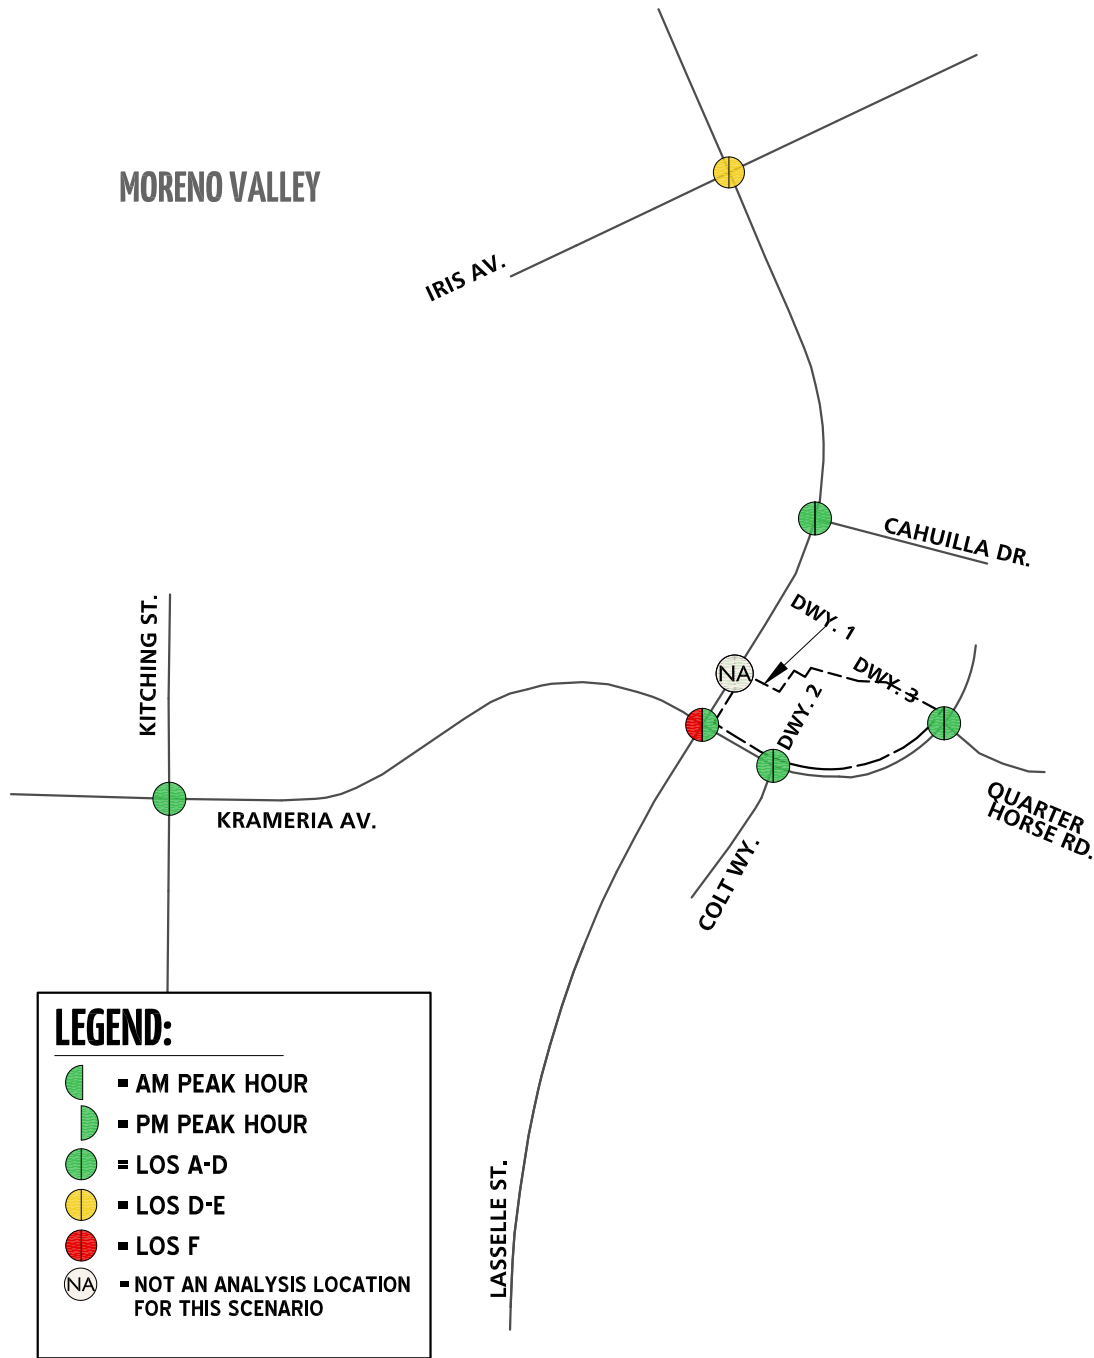 MORENO VALLEY
IRIS AV.
CAHUILLA DR.
DWY. 1
KITCHING ST.
DWY. 3
NA
DWY. 2
KRAMERIA AV.
QUARTER
HORSE RD.
COLT WY.
LASSELLE ST.
LEGEND:
= AM PEAK HOUR
= PM PEAK HOUR
= LOS A-D
= LOS D-E
= LOS F
NA = NOT AN ANALYSIS LOCATION
FOR THIS SCENARIO